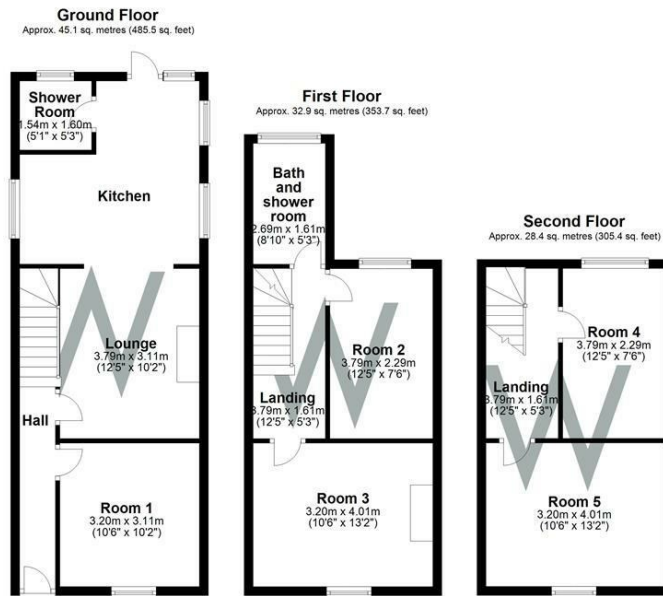 Ground Floor
Approx. 45.1 sq. metres (485.5 sq. feet)
Shower
Room
1.54m x 1.60m
(5'1" x 5'3")
Kitchen
Lounge
3.79m x 3.11m
(12'5" x 10'2")
Hall
Room 1
3.20m x 3.11m
(10'6" x 10'2")
First Floor
Approx. 32.9 sq. metres (353.7 sq. feet)
Bath
and
shower
room
2.69m x 1.61m
(8'10" x 5'3")
Room 2
3.79m x 2.29m
(12'5" x 7'6")
Landing
3.79m x 1.61m
(12'5" x 5'3")
Room 3
3.20m x 4.01m
(10'6" x 13'2")
Second Floor
Approx. 28.4 sq. metres (305.4 sq. feet)
Room 4
3.79m x 2.29m
(12'5" x 7'6")
Landing
3.79m x 1.61m
(12'5" x 5'3")
Room 5
3.20m x 4.01m
(10'6" x 13'2")
W
W
W